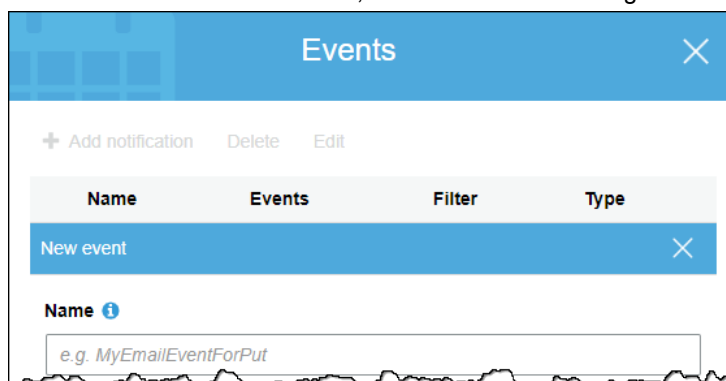 Events
+ Add notification Delete Edit
Name Events Filter Type
New event
Name
e.g. MyEmailEventForPut